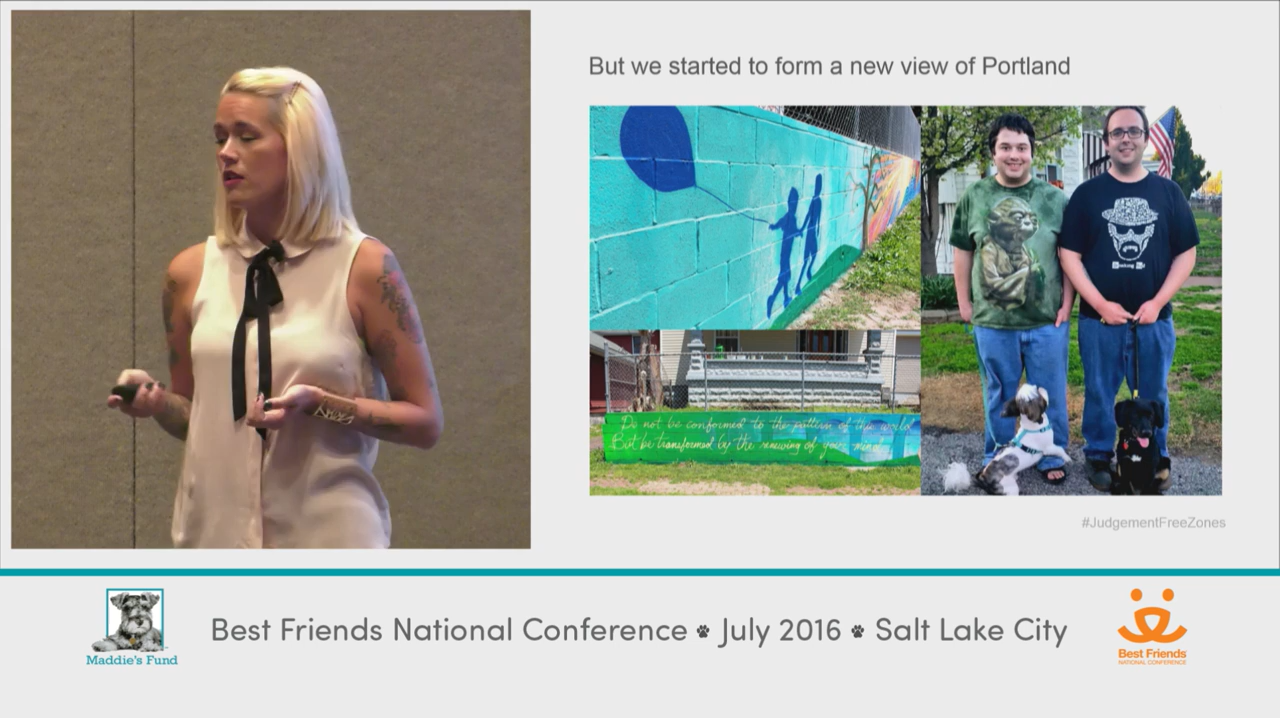 But we started to form a new view of Portland
Do not be conformed to the pattern of this world
But be transformed by the renewing of your mind
Breaking Bad
#JudgementFreeZones
Maddie's Fund
Best Friends National Conference July 2016 Salt Lake City
Best Friends
NATIONAL CONFERENCE